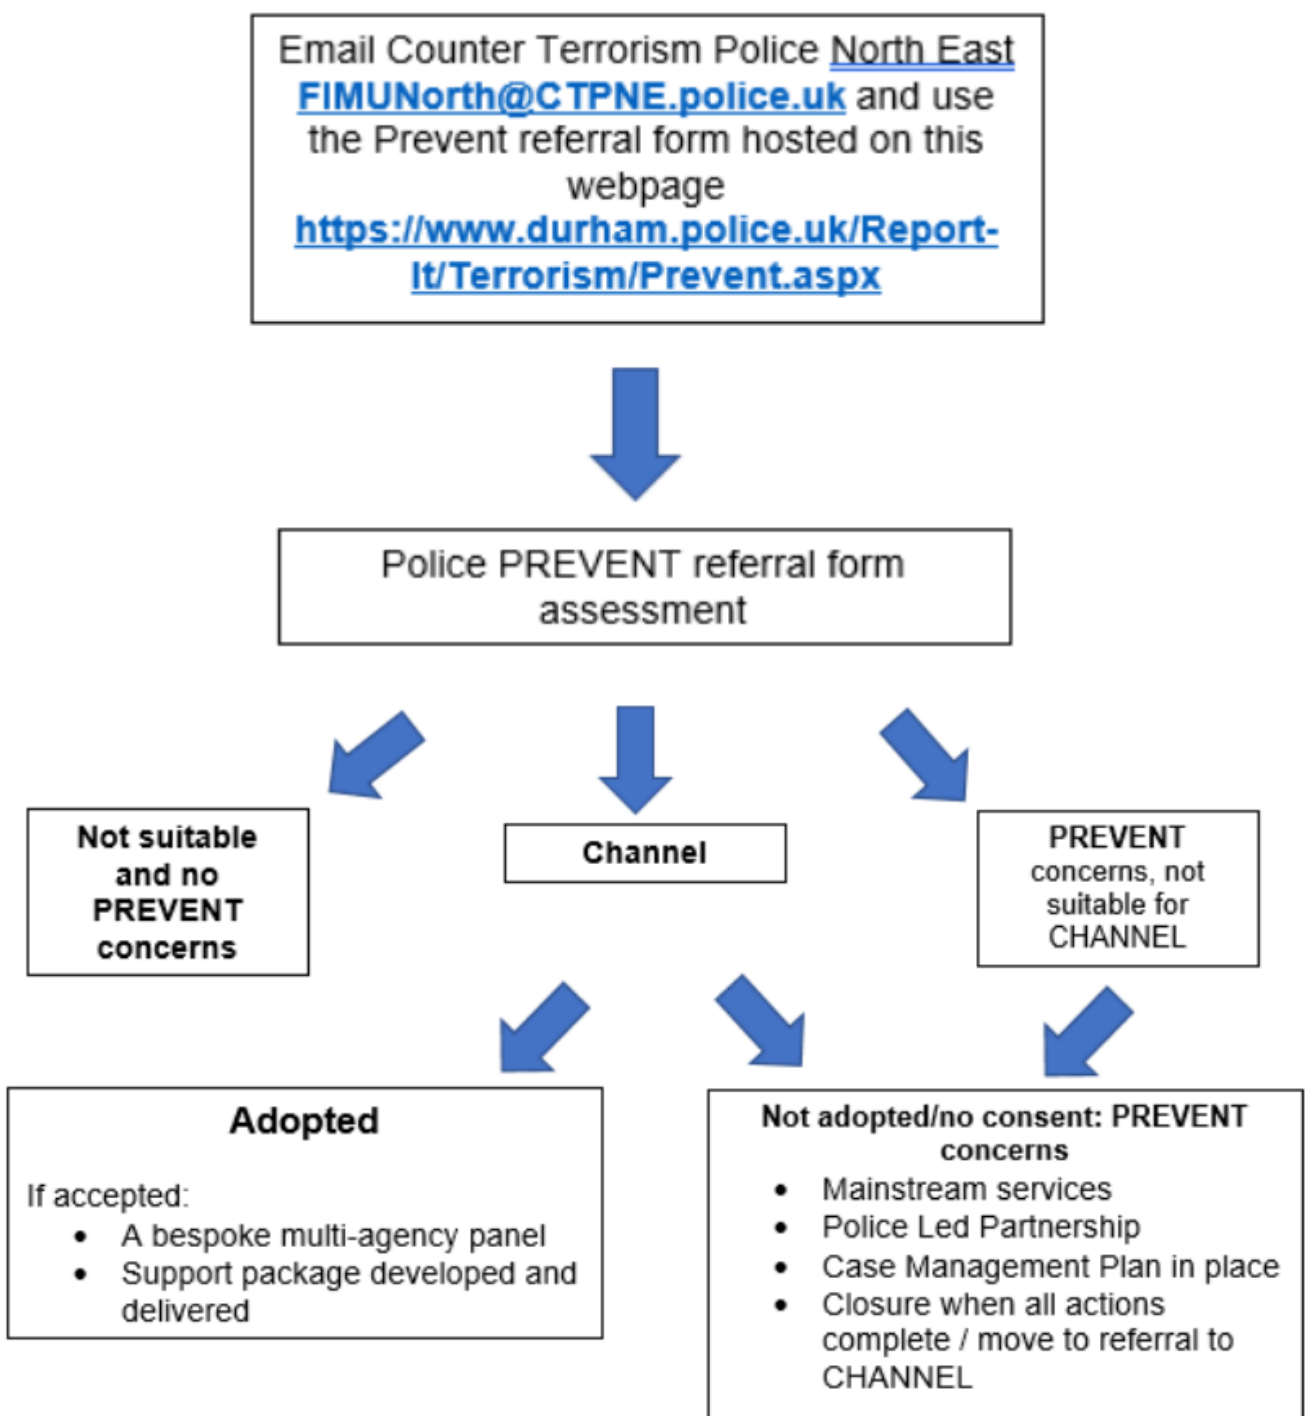 Email Counter Terrorism Police North East
FIMUNorth@CTPNE.police.uk and use
the Prevent referral form hosted on this
webpage
https://www.durham.police.uk/Report-
It/Terrorism/Prevent.aspx
Police PREVENT referral form
assessment
Not suitable
and no
PREVENT
concerns
Channel
PREVENT
concerns, not
suitable for
CHANNEL
Adopted
If accepted:
• A bespoke multi-agency panel
• Support package developed and
delivered
Not adopted/no consent: PREVENT
concerns
• Mainstream services
• Police Led Partnership
• Case Management Plan in place
• Closure when all actions
complete / move to referral to
CHANNEL